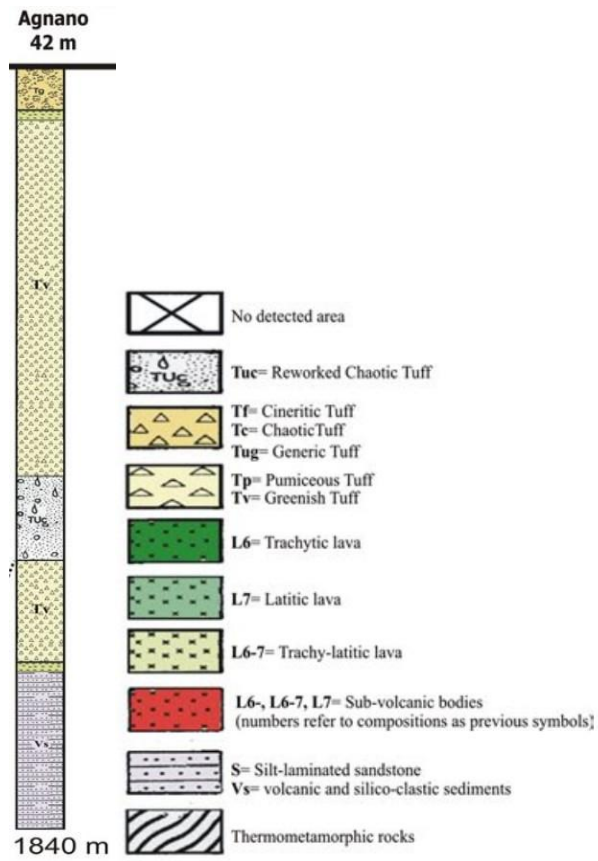 Agnano
42 m
Tg
Tv
TUC
Tv
Vs
1840 m
No detected area
TUC
Tuc= Reworked Chaotic Tuff
Tf= Cineritic Tuff
Tc= ChaoticTuff
Tug= Generic Tuff
Tp= Pumiceous Tuff
Tv= Greenish Tuff
L6= Trachytic lava
L7= Latitic lava
L6-7= Trachy-latitic lava
L6-, L6-7, L7= Sub-volcanic bodies
(numbers refer to compositions as previous symbols)
S= Silt-laminated sandstone
Vs= volcanic and silico-clastic sediments
Thermometamorphic rocks